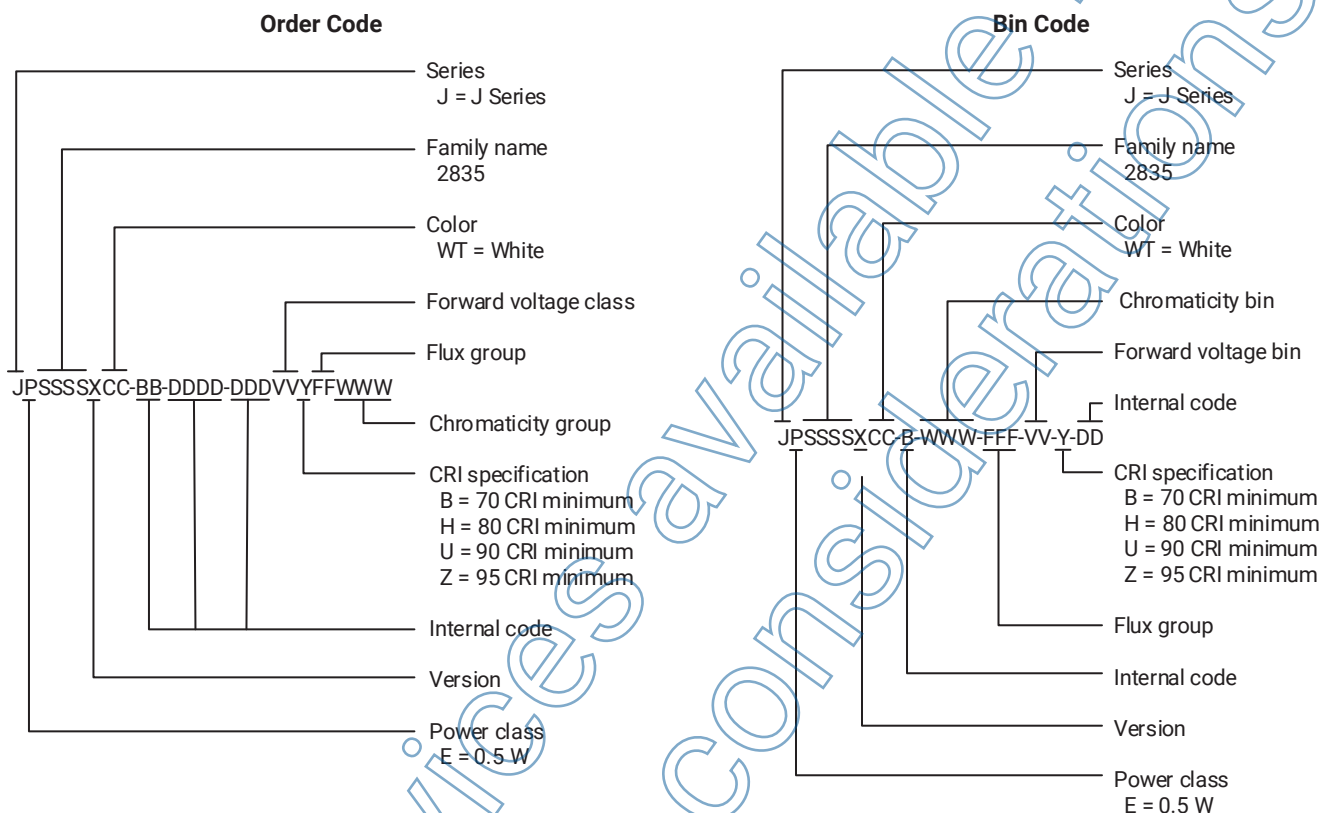 Order Code
Series
J = J Series
Family name
2835
Color
WT = White
Forward voltage class
Flux group
JPSSSSXCC-BB-DDDD-DDDVVYFFWWW
Chromaticity group
CRI specification
B = 70 CRI minimum
H = 80 CRI minimum
U = 90 CRI minimum
Z = 95 CRI minimum
Internal code
Version
Power class
E = 0.5 W
Bin Code
Series
J = J Series
Family name
2835
Color
WT = White
Chromaticity bin
Forward voltage bin
Internal code
JPSSSSXCC-B-WWW-FFF-VV-Y-DD
CRI specification
B = 70 CRI minimum
H = 80 CRI minimum
U = 90 CRI minimum
Z = 95 CRI minimum
Flux group
Internal code
Version
Power class
E = 0.5 W
vices available
considerations